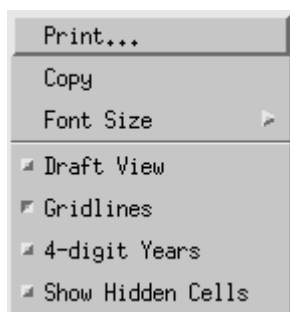 Print...
Copy
Font Size
Draft View
Gridlines
4-digit Years
Show Hidden Cells